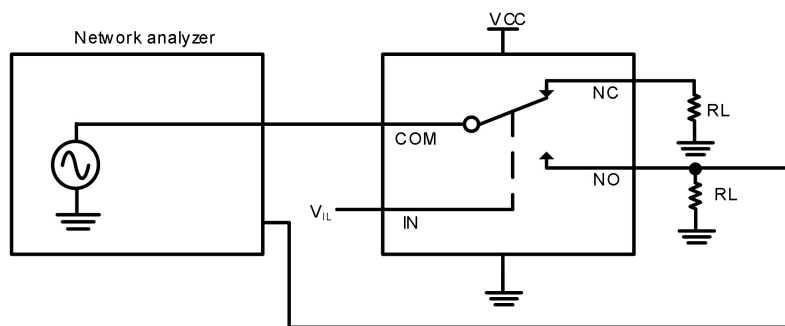 VCC
Network analyzer
NC
RL
COM
NO
RL
VIL
IN